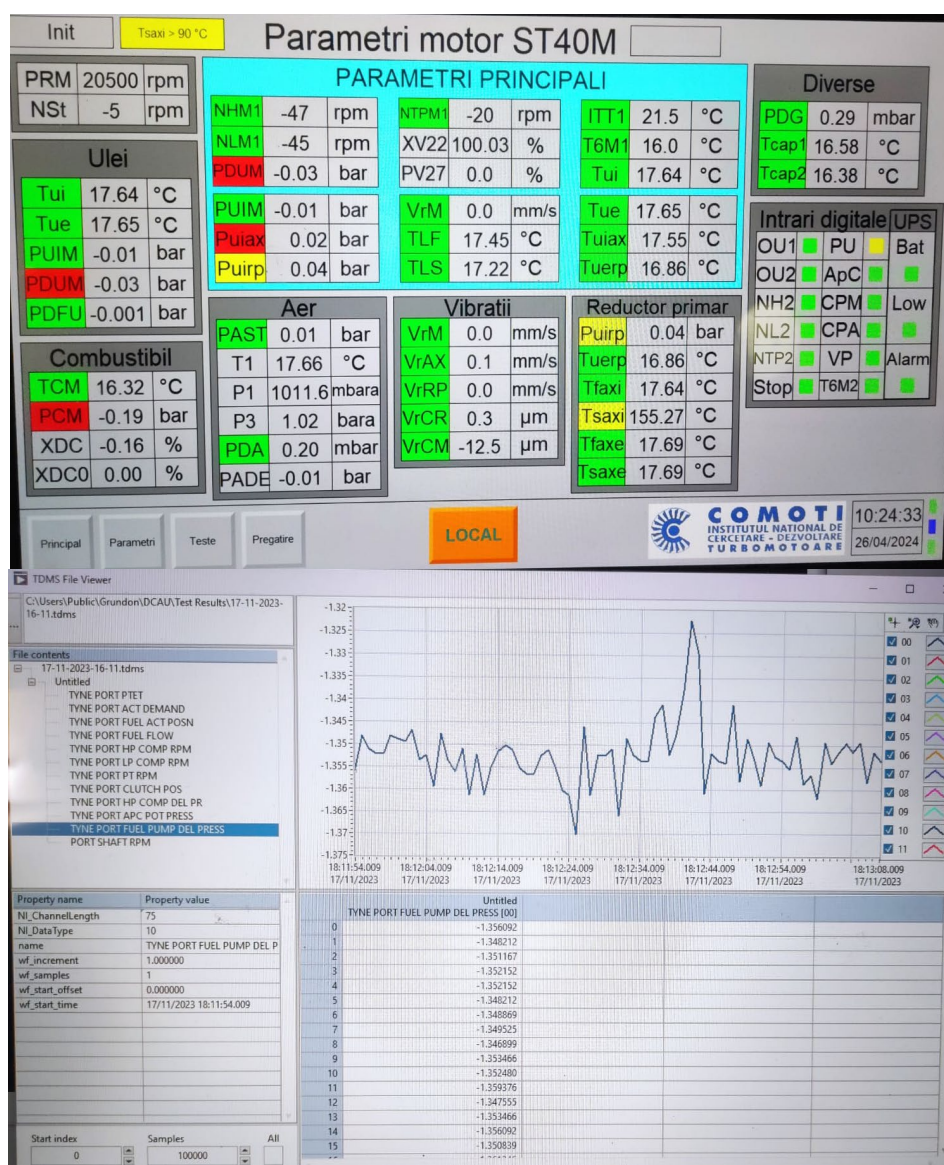 Init
Tsaxi > 90 °C
Parametri motor ST40M
PRM 20500 rpm
NSt -5 rpm
Ulei
Tui 17.64 °C
Tue 17.65 °C
PUIM -0.01 bar
PDUM -0.03 bar
PDFU -0.001 bar
Combustibil
TCM 16.32 °C
PCM -0.19 bar
XDC -0.16 %
XDC0 0.00 %
PARAMETRI PRINCIPALI
NHM1 -47 rpm NTPM1 -20 rpm ITT1 21.5 °C
NLM1 -45 rpm XV22 100.03 % T6M1 16.0 °C
PDUM -0.03 bar PV27 0.0 % Tui 17.64 °C
PUIM -0.01 bar VrM 0.0 mm/s Tue 17.65 °C
Puiax 0.02 bar TLF 17.45 °C Tuiax 17.55 °C
Puirp 0.04 bar TLS 17.22 °C Tuerp 16.86 °C
Aer
PAST 0.01 bar
T1 17.66 °C
P1 1011.6 mbara
P3 1.02 bara
PDA 0.20 mbar
PADE -0.01 bar
Vibratii
VrM 0.0 mm/s
VrAX 0.1 mm/s
VrRP 0.0 mm/s
VrCR 0.3 µm
VrCM -12.5 µm
Reductor primar
Puirp 0.04 bar
Tuerp 16.86 °C
Tfaxi 17.64 °C
Tsaxi 155.27 °C
Tfaxe 17.69 °C
Tsaxe 17.69 °C
Diverse
PDG 0.29 mbar
Tcap1 16.58 °C
Tcap2 16.38 °C
Intrari digitale UPS
OU1 PU Bat
OU2 ApC
NH2 CPM Low
NL2 CPA
NTP2 VP Alarm
Stop T6M2
Principal Parametri Teste Pregatire
LOCAL
COMOTI
INSTITUTUL NATIONAL DE
CERCETARE - DEZVOLTARE
TURBOMOTOARE
10:24:33
26/04/2024
TDMS File Viewer
C:\Users\Public\Grundon\DCAU\Test Results\17-11-2023-
16-11.tdms
File contents
17-11-2023-16-11.tdms
Untitled
TYNE PORT PTET
TYNE PORT ACT DEMAND
TYNE PORT FUEL ACT POSN
TYNE PORT FUEL FLOW
TYNE PORT HP COMP RPM
TYNE PORT LP COMP RPM
TYNE PORT PT RPM
TYNE PORT CLUTCH POS
TYNE PORT HP COMP DEL PR
TYNE PORT APC POT PRESS
TYNE PORT FUEL PUMP DEL PRESS
PORT SHAFT RPM
-1.32
-1.325
-1.33
-1.335
-1.34
-1.345
-1.35
-1.355
-1.36
-1.365
-1.37
-1.375
18:11:54.009 18:12:04.009 18:12:14.009 18:12:24.009 18:12:34.009 18:12:44.009 18:12:54.009 18:13:08.009
17/11/2023 17/11/2023 17/11/2023 17/11/2023 17/11/2023 17/11/2023 17/11/2023 17/11/2023
00
01
02
03
04
05
06
07
08
09
10
11
Property name Property value
NI_ChannelLength 75
NI_DataType 10
name TYNE PORT FUEL PUMP DEL P
wf_increment 1.000000
wf_samples 1
wf_start_offset 0.000000
wf_start_time 17/11/2023 18:11:54.009
Start index Samples All
0 100000
Untitled
TYNE PORT FUEL PUMP DEL PRESS [00]
0 -1.356092
1 -1.348212
2 -1.351167
3 -1.352152
4 -1.352152
5 -1.348212
6 -1.348869
7 -1.349525
8 -1.346899
9 -1.353466
10 -1.352480
11 -1.359376
12 -1.347555
13 -1.353466
14 -1.356092
15 -1.350839